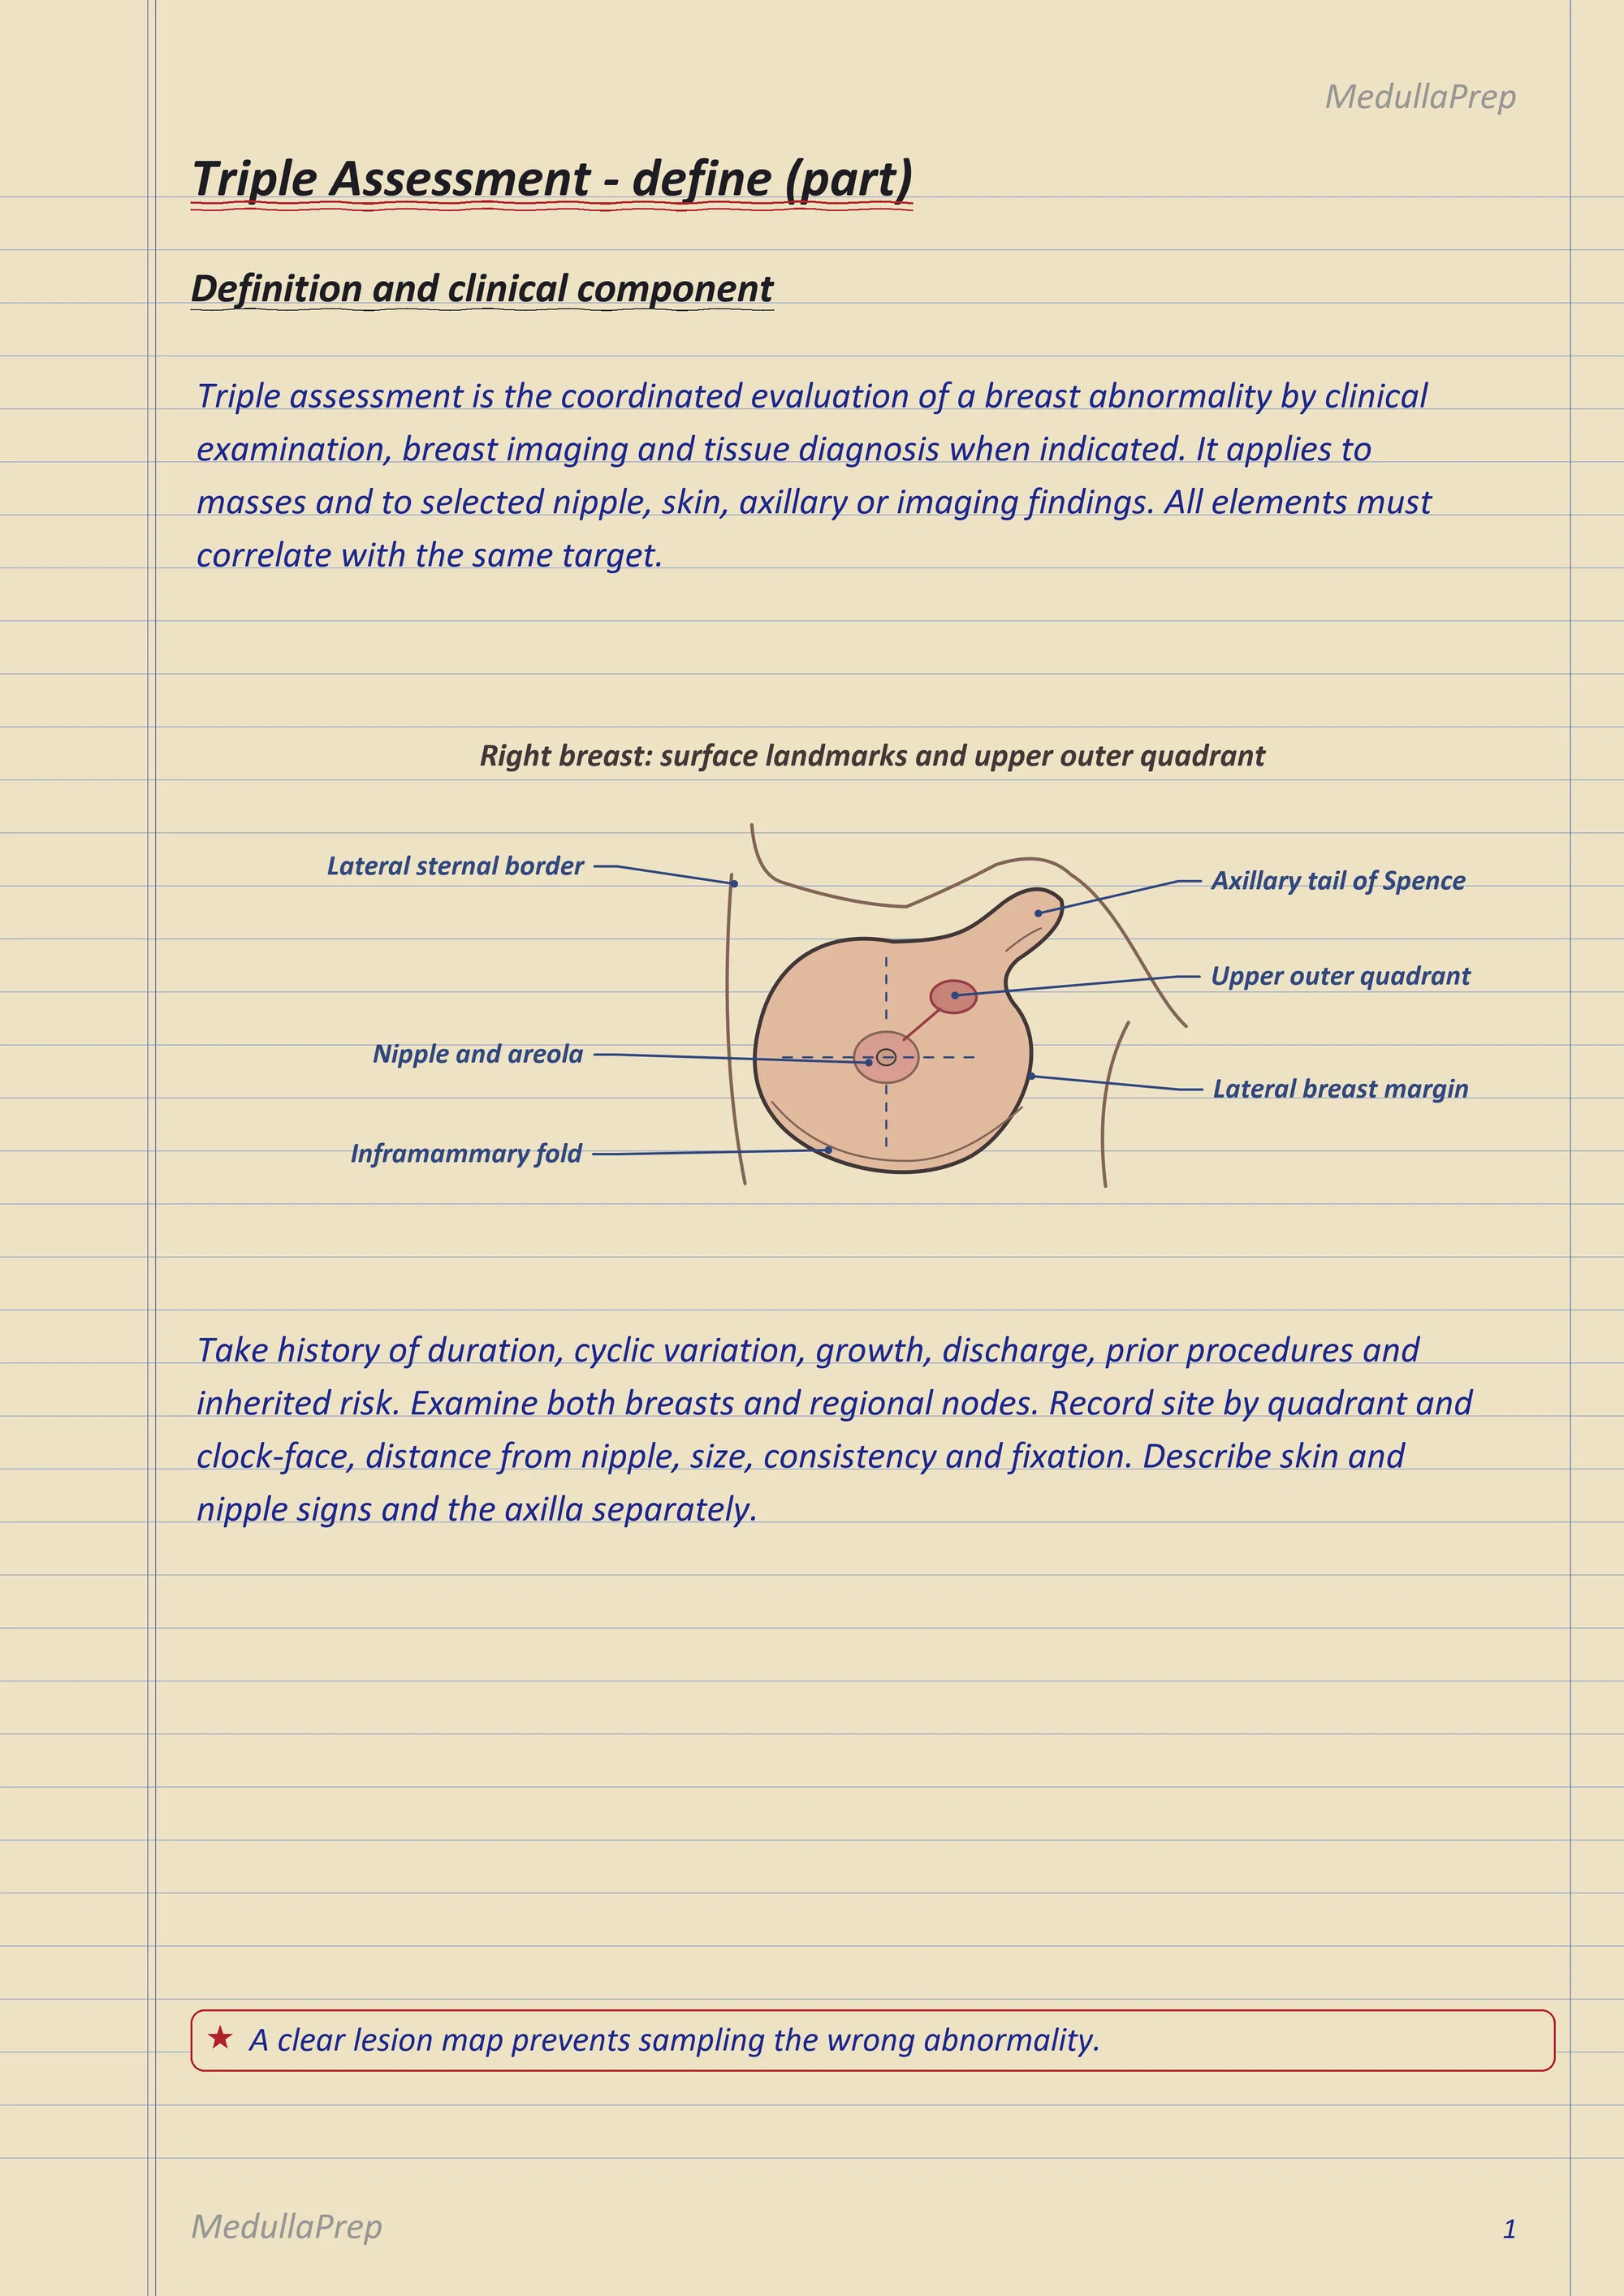 MedullaPrep
Triple Assessment - define (part)
Definition and clinical component
Triple assessment is the coordinated evaluation of a breast abnormality by clinical
examination, breast imaging and tissue diagnosis when indicated. It applies to
masses and to selected nipple, skin, axillary or imaging findings. All elements must
correlate with the same target.
Right breast: surface landmarks and upper outer quadrant
Lateral sternal border
Axillary tail of Spence
Upper outer quadrant
Nipple and areola
Lateral breast margin
Inframammary fold
Take history of duration, cyclic variation, growth, discharge, prior procedures and
inherited risk. Examine both breasts and regional nodes. Record site by quadrant and
clock-face, distance from nipple, size, consistency and fixation. Describe skin and
nipple signs and the axilla separately.
★ A clear lesion map prevents sampling the wrong abnormality.
MedullaPrep
1